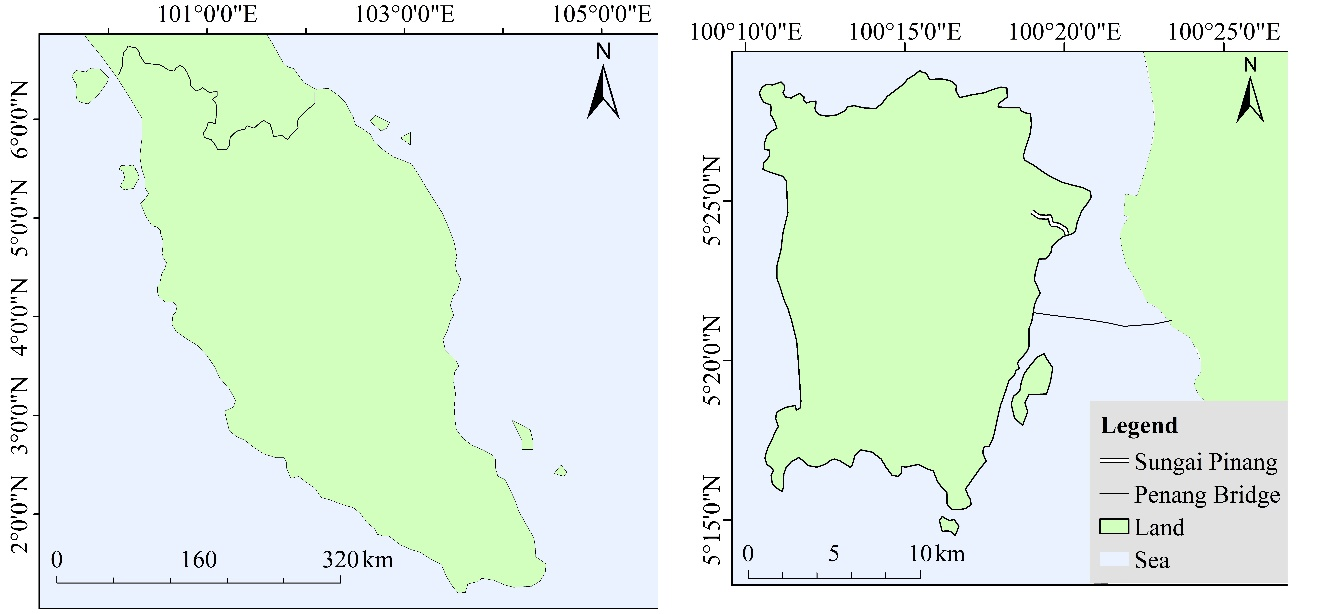 101°0'0"E 103°0'0"E 105°0'0"E
N
6°0'0"N
5°0'0"N
4°0'0"N
3°0'0"N
2°0'0"N
0 160 320 km
100°10'0"E 100°15'0"E 100°20'0"E 100°25'0"E
N
5°25'0"N
5°20'0"N
5°15'0"N
0 5 10 km
Legend
Sungai Pinang
Penang Bridge
Land
Sea